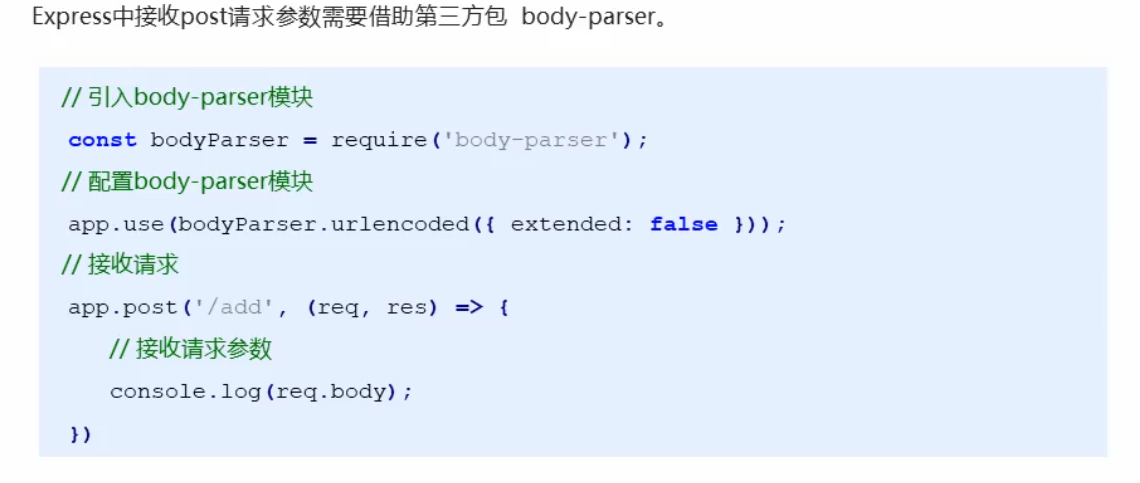 Express中接收post请求参数需要借助第三方包 body-parser。
// 引入body-parser模块
const bodyParser = require('body-parser');
// 配置body-parser模块
app.use(bodyParser.urlencoded({ extended: false }));
// 接收请求
app.post('/add', (req, res) => {
// 接收请求参数
console.log(req.body);
})